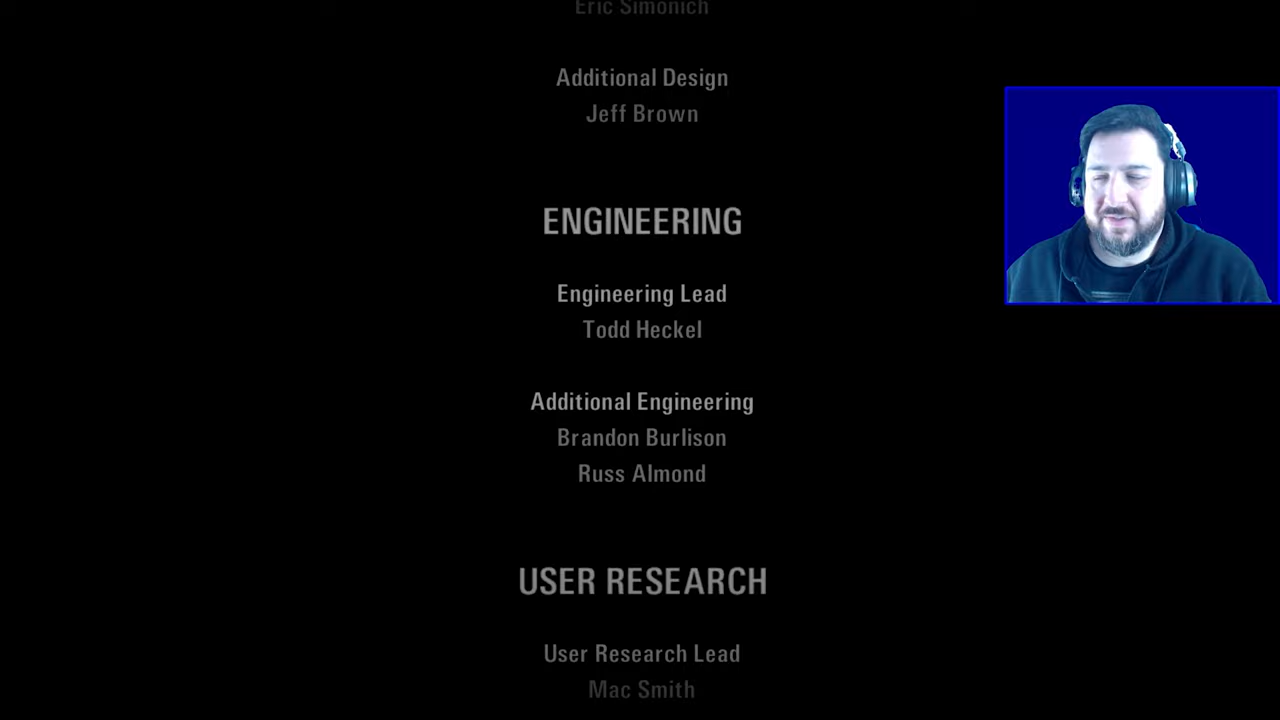 Eric Simonich
Additional Design
Jeff Brown
ENGINEERING
Engineering Lead
Todd Heckel
Additional Engineering
Brandon Burlison
Russ Almond
USER RESEARCH
User Research Lead
Mac Smith